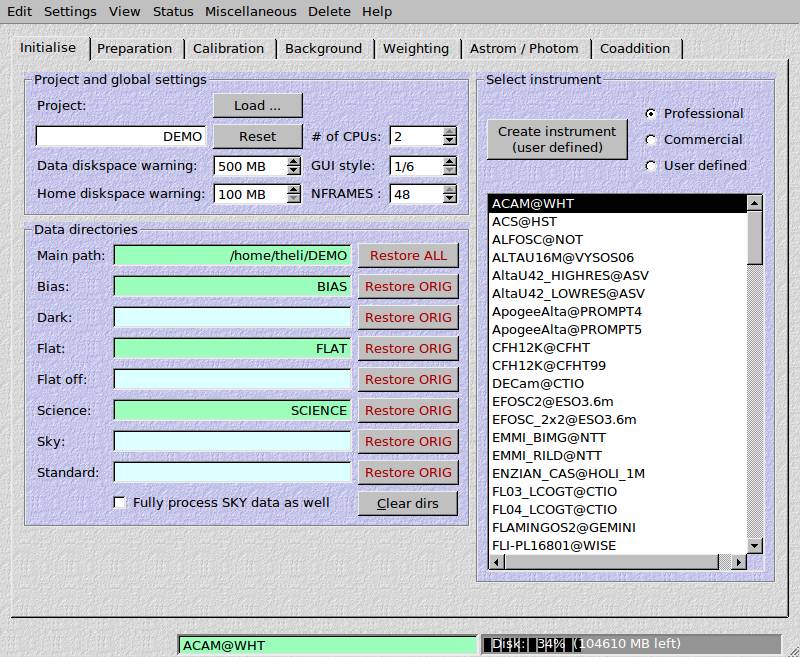 Edit Settings View Status Miscellaneous Delete Help
Initialise Preparation Calibration Background Weighting Astrom / Photom Coaddition
Project and global settings
Project: Load ...
DEMO Reset # of CPUs: 2
Data diskspace warning: 500 MB GUI style: 1/6
Home diskspace warning: 100 MB NFRAMES : 48
Data directories
Main path: /home/theli/DEMO Restore ALL
Bias: BIAS Restore ORIG
Dark: Restore ORIG
Flat: FLAT Restore ORIG
Flat off: Restore ORIG
Science: SCIENCE Restore ORIG
Sky: Restore ORIG
Standard: Restore ORIG
Fully process SKY data as well Clear dirs
Select instrument
Create instrument
(user defined)
Professional
Commercial
User defined
ACAM@WHT
ACS@HST
ALFOSC@NOT
ALTAU16M@VYSOS06
AltaU42_HIGHRES@ASV
AltaU42_LOWRES@ASV
ApogeeAlta@PROMPT4
ApogeeAlta@PROMPT5
CFH12K@CFHT
CFH12K@CFHT99
DECam@CTIO
EFOSC2@ESO3.6m
EFOSC_2x2@ESO3.6m
EMMI_BIMG@NTT
EMMI_RILD@NTT
ENZIAN_CAS@HOLI_1M
FL03_LCOGT@CTIO
FL04_LCOGT@CTIO
FLAMINGOS2@GEMINI
FLI-PL16801@WISE
ACAM@WHT Disk: 34% (104610 MB left)